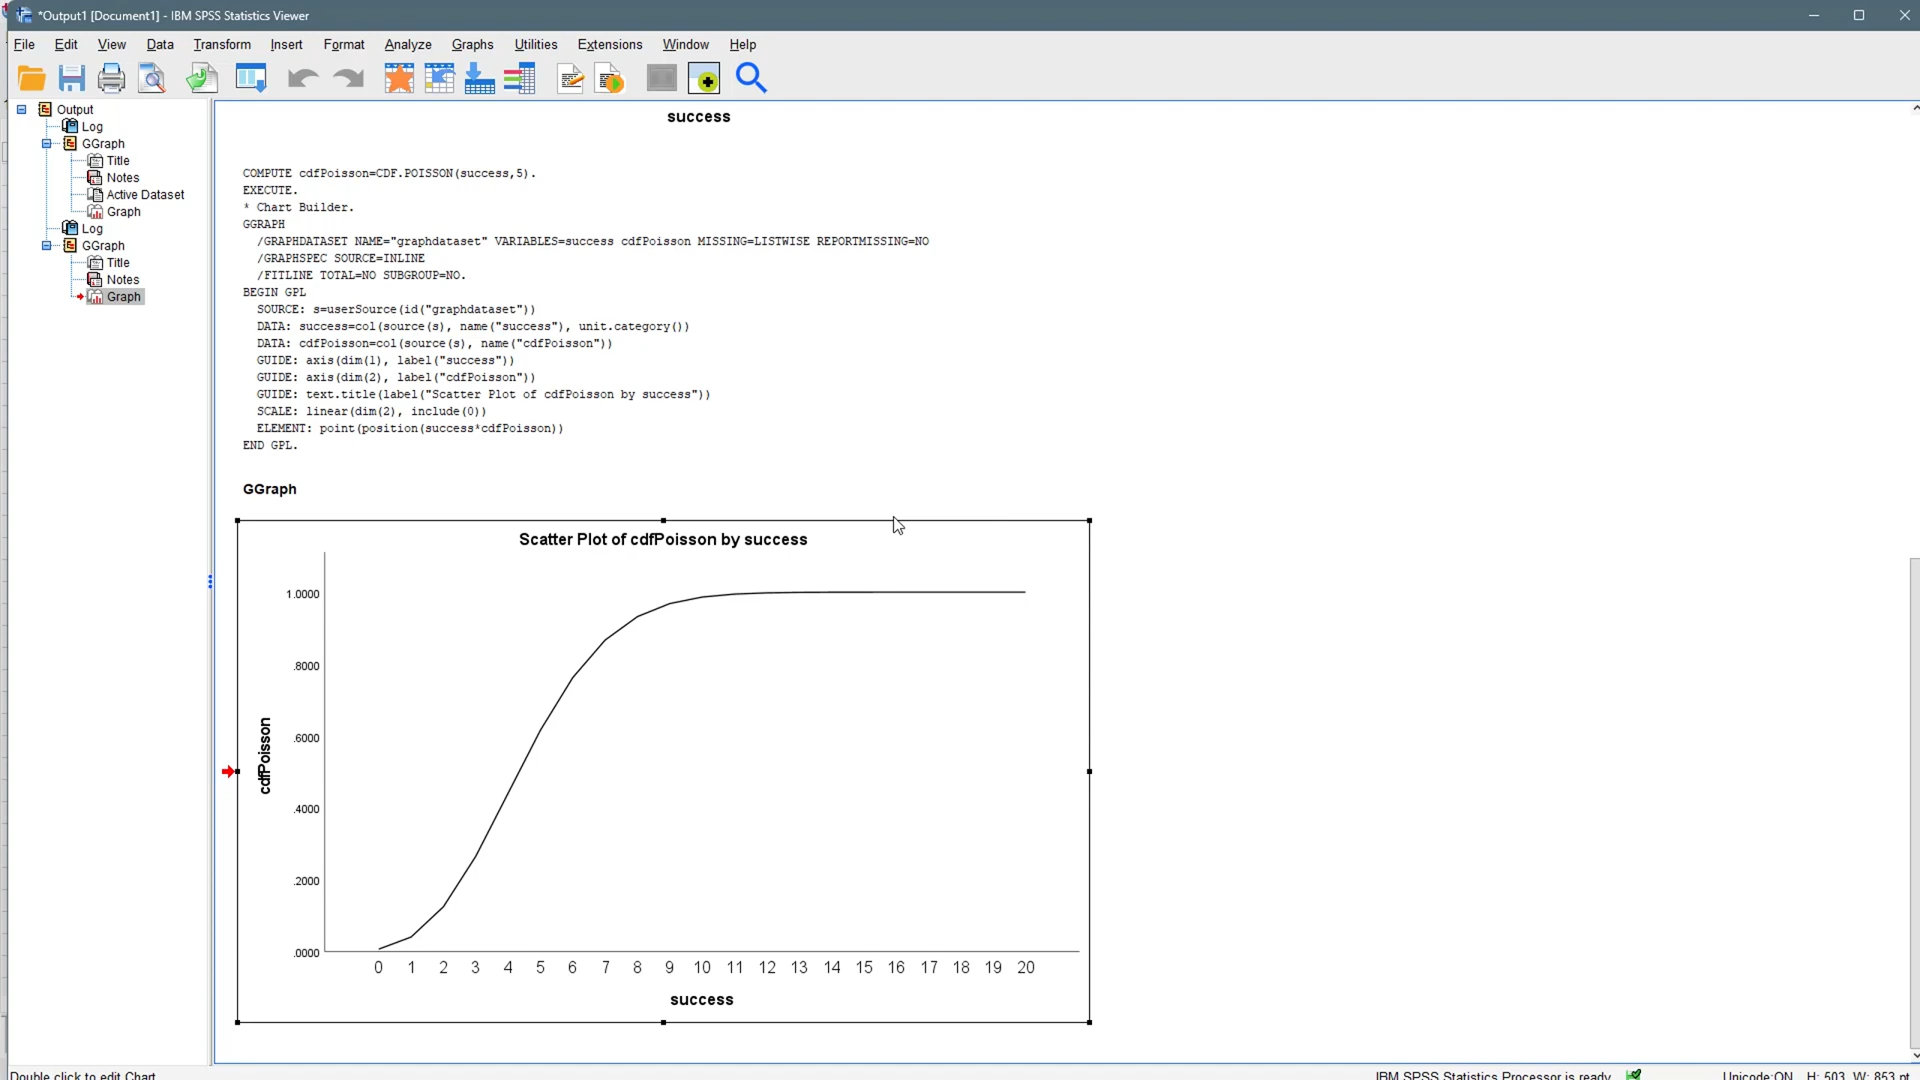 *Output1 [Document1] - IBM SPSS Statistics Viewer
File Edit View Data Transform Insert Format Analyze Graphs Utilities Extensions Window Help
Output
Log
GGraph
Title
Notes
Active Dataset
Graph
Log
GGraph
Title
Notes
Graph
success
COMPUTE cdfPoisson=CDF.POISSON(success,5).
EXECUTE.
* Chart Builder.
GGRAPH
/GRAPHDATASET NAME="graphdataset" VARIABLES=success cdfPoisson MISSING=LISTWISE REPORTMISSING=NO
/GRAPHSPEC SOURCE=INLINE
/FITLINE TOTAL=NO SUBGROUP=NO.
BEGIN GPL
SOURCE: s=userSource(id("graphdataset"))
DATA: success=col(source(s), name("success"), unit.category())
DATA: cdfPoisson=col(source(s), name("cdfPoisson"))
GUIDE: axis(dim(1), label("success"))
GUIDE: axis(dim(2), label("cdfPoisson"))
GUIDE: text.title(label("Scatter Plot of cdfPoisson by success"))
SCALE: linear(dim(2), include(0))
ELEMENT: point(position(success*cdfPoisson))
END GPL.
GGraph
Scatter Plot of cdfPoisson by success
1.0000
.8000
.6000
.4000
.2000
.0000
cdfPoisson
0 1 2 3 4 5 6 7 8 9 10 11 12 13 14 15 16 17 18 19 20
success
Double click to edit Chart
IBM SPSS Statistics Processor is ready
Unicode:ON H: 503, W: 853 pt